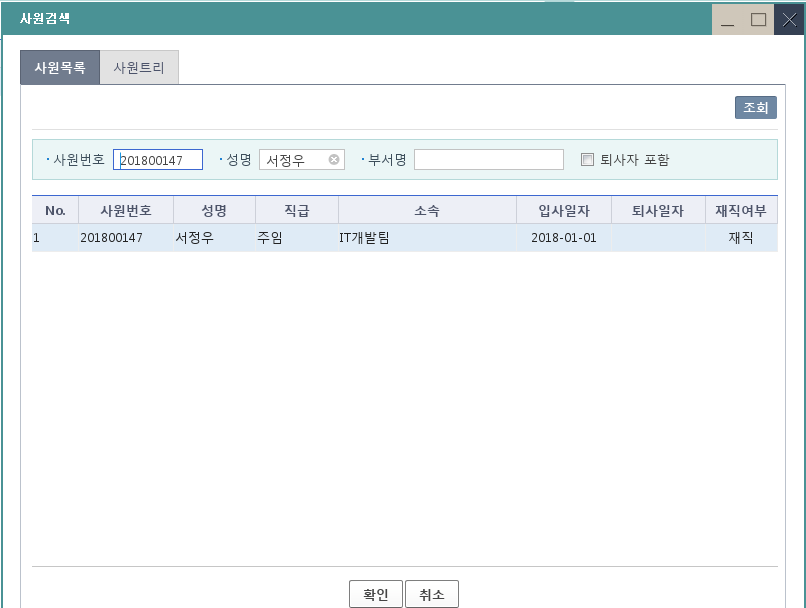 사원검색
사원목록 사원트리
조회
사원번호 201800147 성명 서정우 부서명 퇴사자 포함
No. 사원번호 성명 직급 소속 입사일자 퇴사일자 재직여부
1 201800147 서정우 주임 IT개발팀 2018-01-01 재직
확인 취소